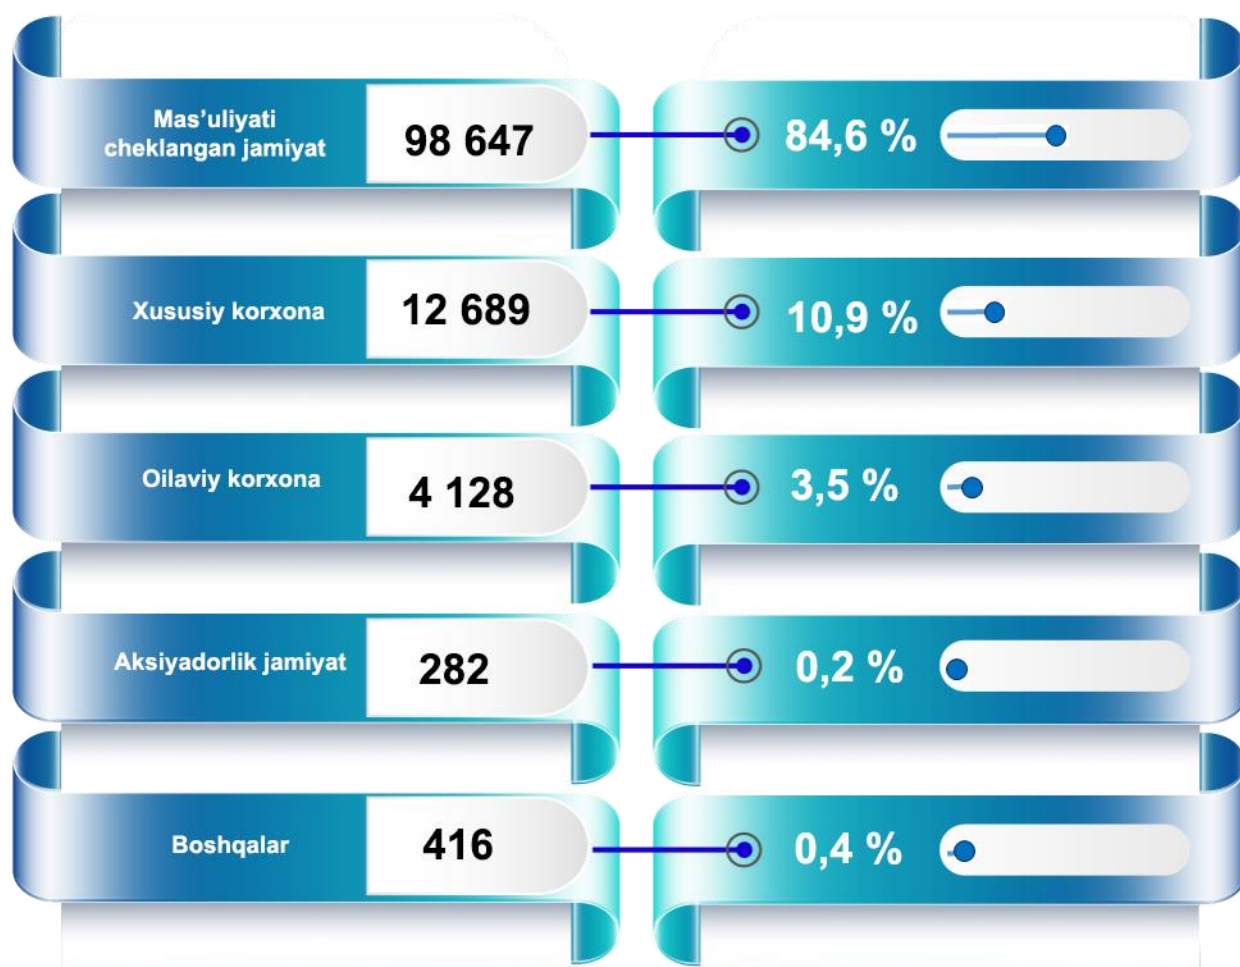 Mas’uliyati
cheklangan jamiyat
98 647
84,6 %
Xususiy korxona
12 689
10,9 %
Oilaviy korxona
4 128
3,5 %
Aksiyadorlik jamiyat
282
0,2 %
Boshqalar
416
0,4 %